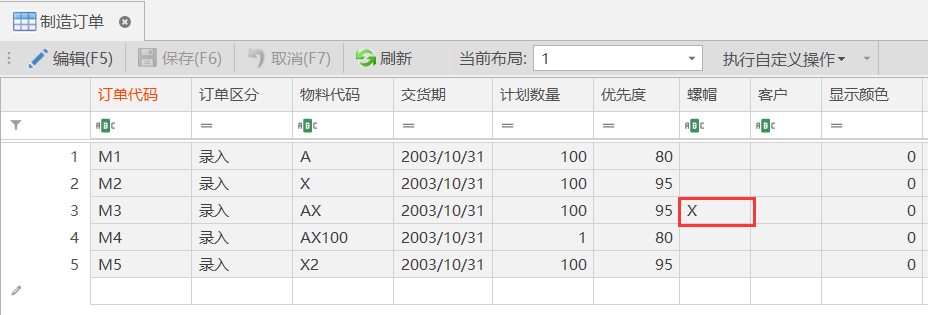 制造订单
编辑(F5) 保存(F6) 取消(F7) 刷新 当前布局: 1 执行自定义操作
订单代码 订单区分 物料代码 交货期 计划数量 优先度 螺帽 客户 显示颜色
ABC = ABC = = = ABC ABC =
1 M1 录入 A 2003/10/31 100 80 0
2 M2 录入 X 2003/10/31 100 95 0
3 M3 录入 AX 2003/10/31 100 95 X 0
4 M4 录入 AX100 2003/10/31 1 80 0
5 M5 录入 X2 2003/10/31 100 95 0